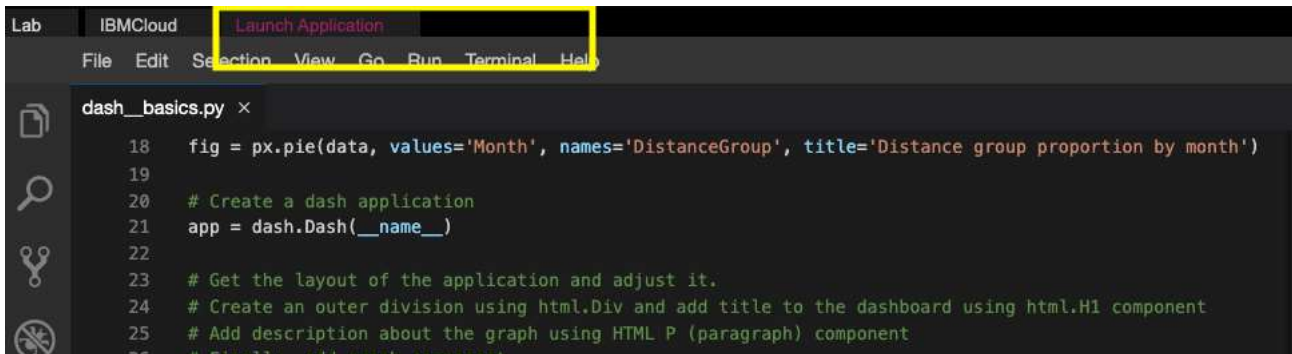 Lab IBMCloud Launch Application
File Edit Selection View Go Run Terminal Help
dash__basics.py ×
18 fig = px.pie(data, values='Month', names='DistanceGroup', title='Distance group proportion by month')
19
20 # Create a dash application
21 app = dash.Dash(__name__)
22
23 # Get the layout of the application and adjust it.
24 # Create an outer division using html.Div and add title to the dashboard using html.H1 component
25 # Add description about the graph using HTML P (paragraph) component